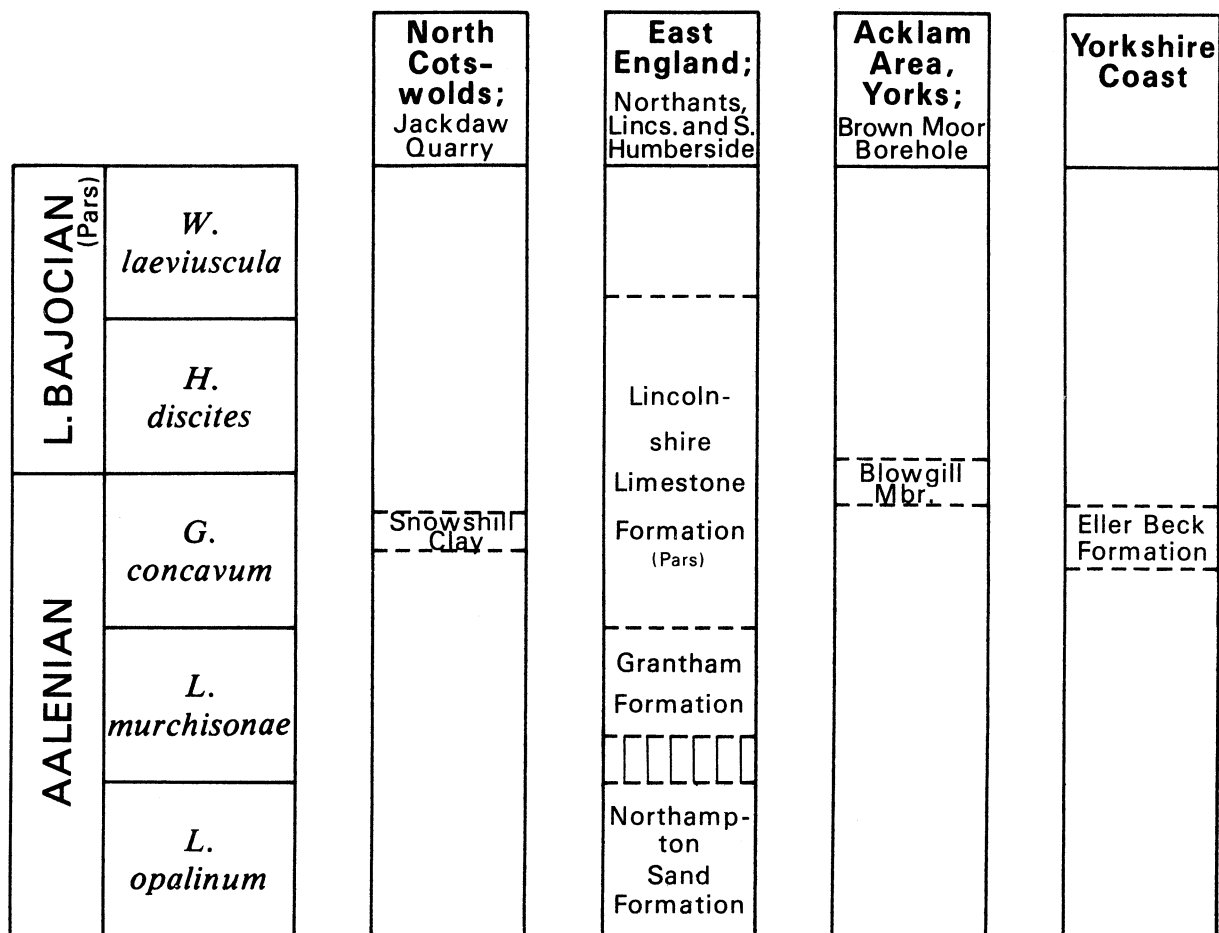 North
Cots-
wolds;
Jackdaw
Quarry
East
England;
Northants,
Lincs. and S.
Humberside
Acklam
Area,
Yorks;
Brown Moor
Borehole
Yorkshire
Coast
L. BAJOCIAN
(Pars)
W.
laeviuscula
H.
discites
AALENIAN
G.
concavum
L.
murchisonae
L.
opalinum
Snowshill
Clay
Lincoln-
shire
Limestone
Formation
(Pars)
Grantham
Formation
Northamp-
ton
Sand
Formation
Blowgill
Mbr.
Eller Beck
Formation